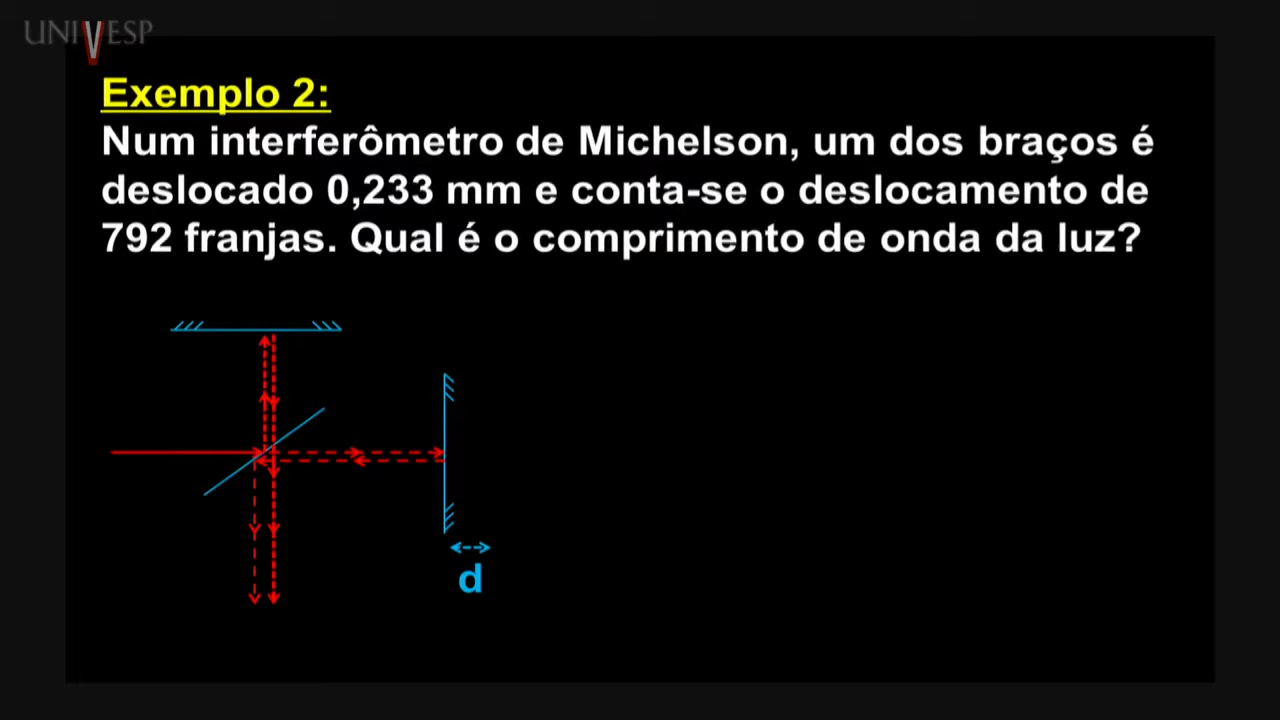 UNIVESP
Exemplo 2:
Num interferômetro de Michelson, um dos braços é
deslocado 0,233 mm e conta-se o deslocamento de
792 franjas. Qual é o comprimento de onda da luz?
d